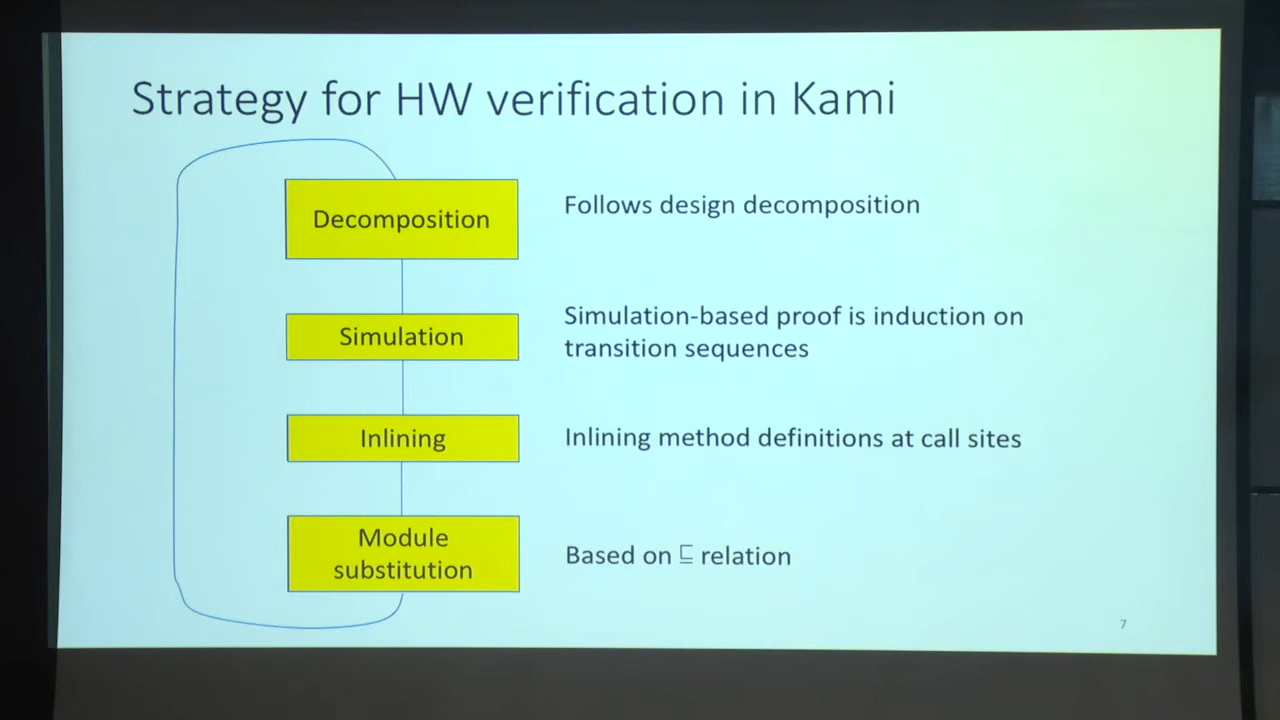 Strategy for HW verification in Kami
Decomposition
Follows design decomposition
Simulation
Simulation-based proof is induction on
transition sequences
Inlining
Inlining method definitions at call sites
Module
substitution
Based on ⊑ relation
7